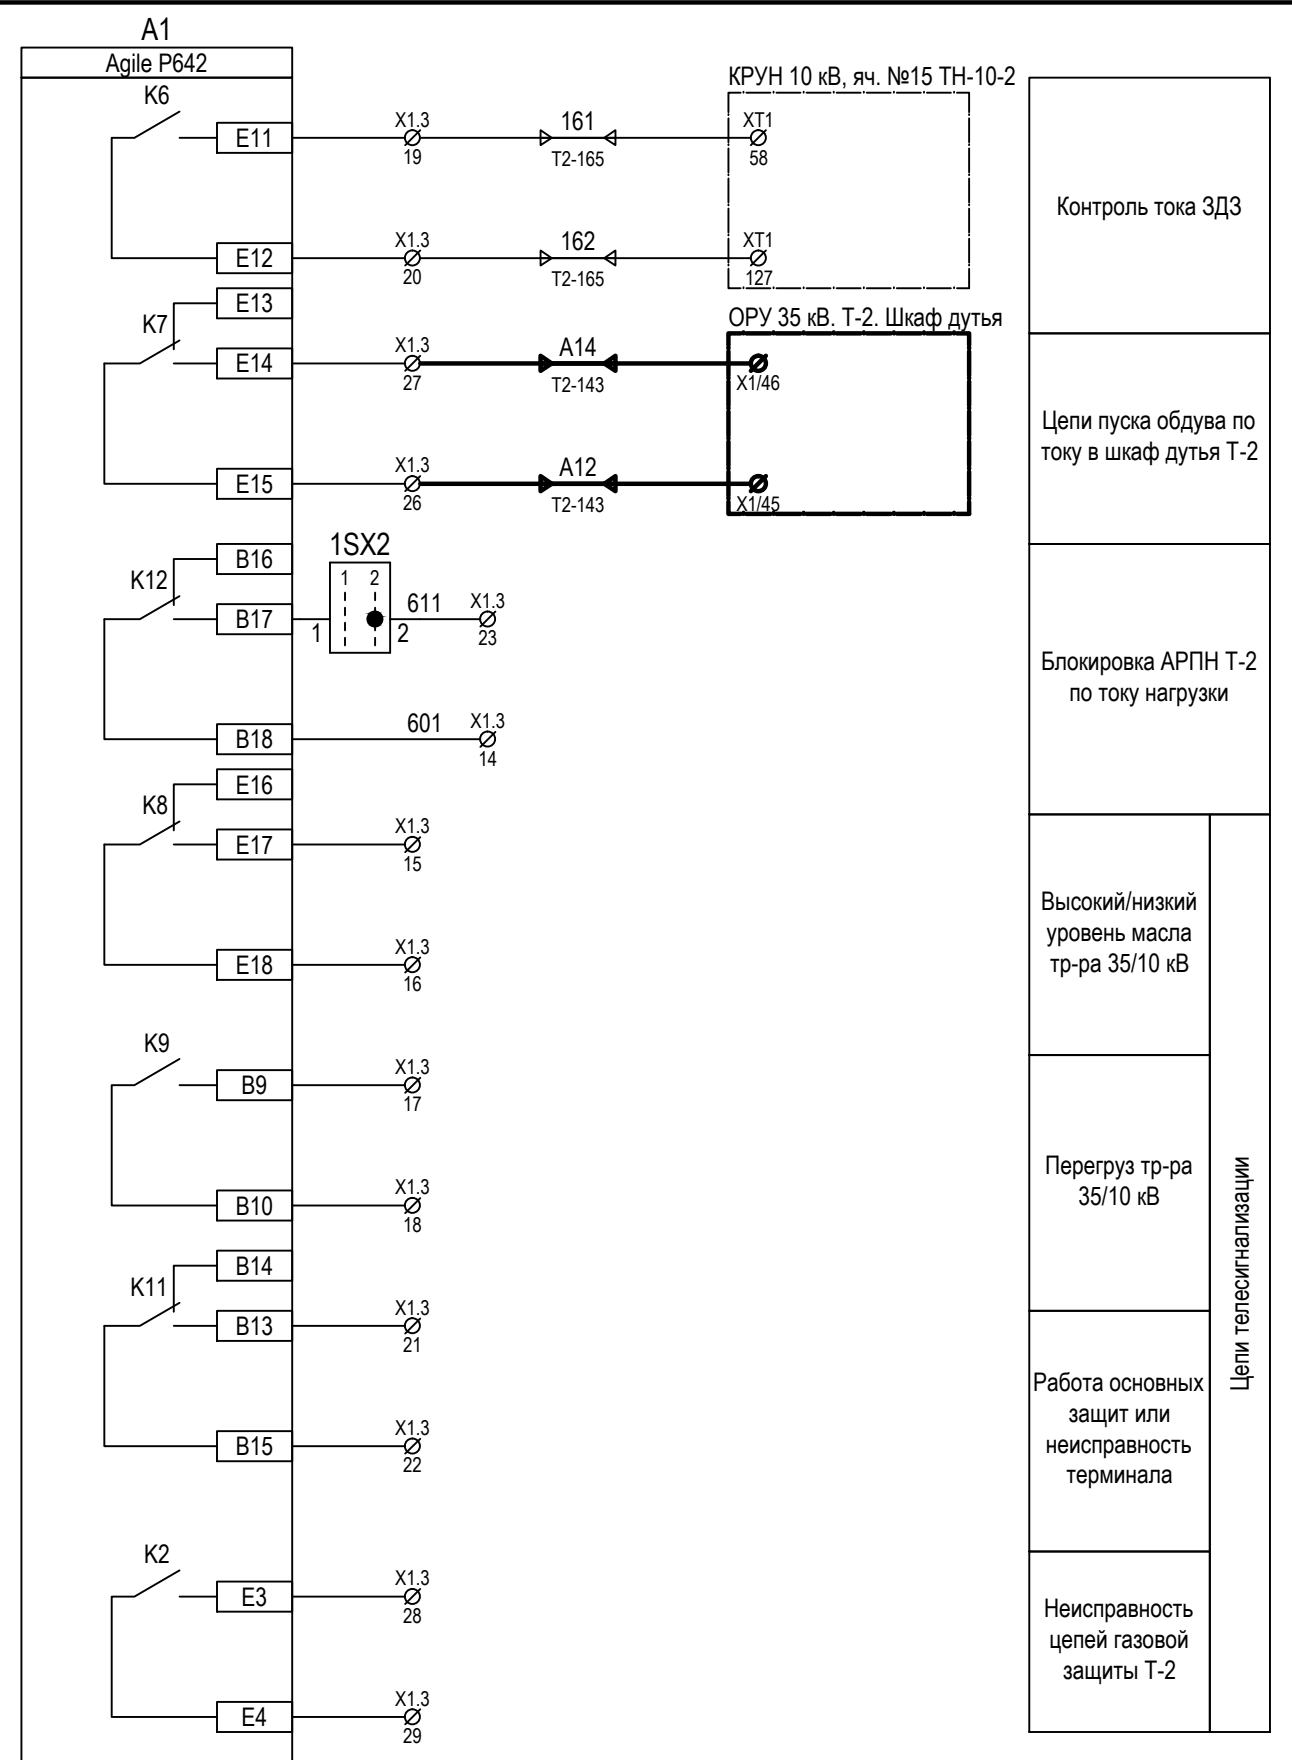 A1
Agile P642
K6
E11
X1.3
19
161
T2-165
КРУН 10 кВ, яч. №15 ТН-10-2
XT1
58
Контроль тока ЗДЗ
E12
X1.3
20
162
T2-165
XT1
127
E13
K7
E14
X1.3
27
A14
T2-143
ОРУ 35 кВ. Т-2. Шкаф дутья
X1/46
Цепи пуска обдува по
току в шкаф дутья Т-2
E15
X1.3
26
A12
T2-143
X1/45
B16
K12
B17
1SX2
1 2
1
2
611
X1.3
23
Блокировка АРПН Т-2
по току нагрузки
B18
601
X1.3
14
E16
K8
E17
X1.3
15
Высокий/низкий
уровень масла
тр-ра 35/10 кВ
E18
X1.3
16
K9
B9
X1.3
17
Перегруз тр-ра
35/10 кВ
B10
X1.3
18
Цепи телесигнализации
B14
K11
B13
X1.3
21
Работа основных
защит или
неисправность
терминала
B15
X1.3
22
K2
E3
X1.3
28
Неисправность
цепей газовой
защиты Т-2
E4
X1.3
29